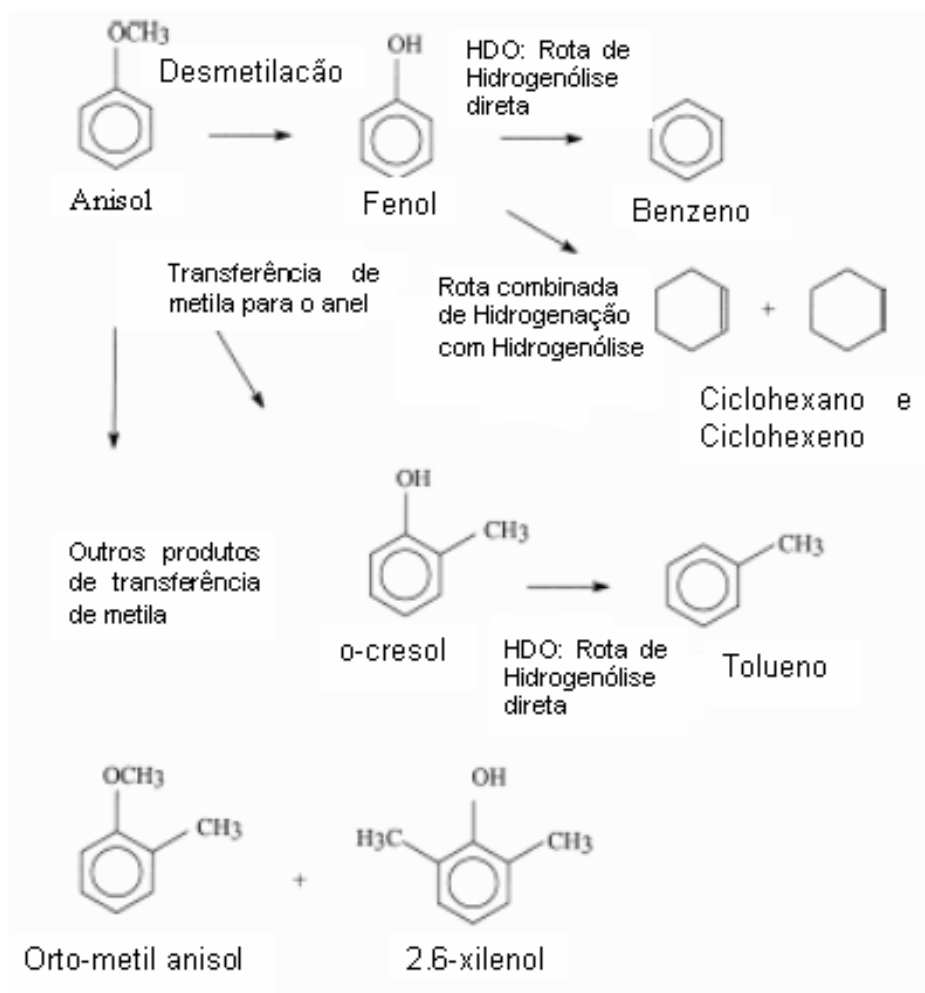 OCH3
Desmetilacão
OH
HDO: Rota de
Hidrogenólise
direta
Anisol
Fenol
Benzeno
Transferência de
metila para o anel
Rota combinada
de Hidrogenação
com Hidrogenólise
+
Ciclohexano e
Ciclohexeno
OH
CH3
Outros produtos
de transferência
de metila
o-cresol
HDO: Rota de
Hidrogenólise
direta
CH3
Tolueno
OCH3
CH3
+
OH
H3C
CH3
Orto-metil anisol
2.6-xilenol